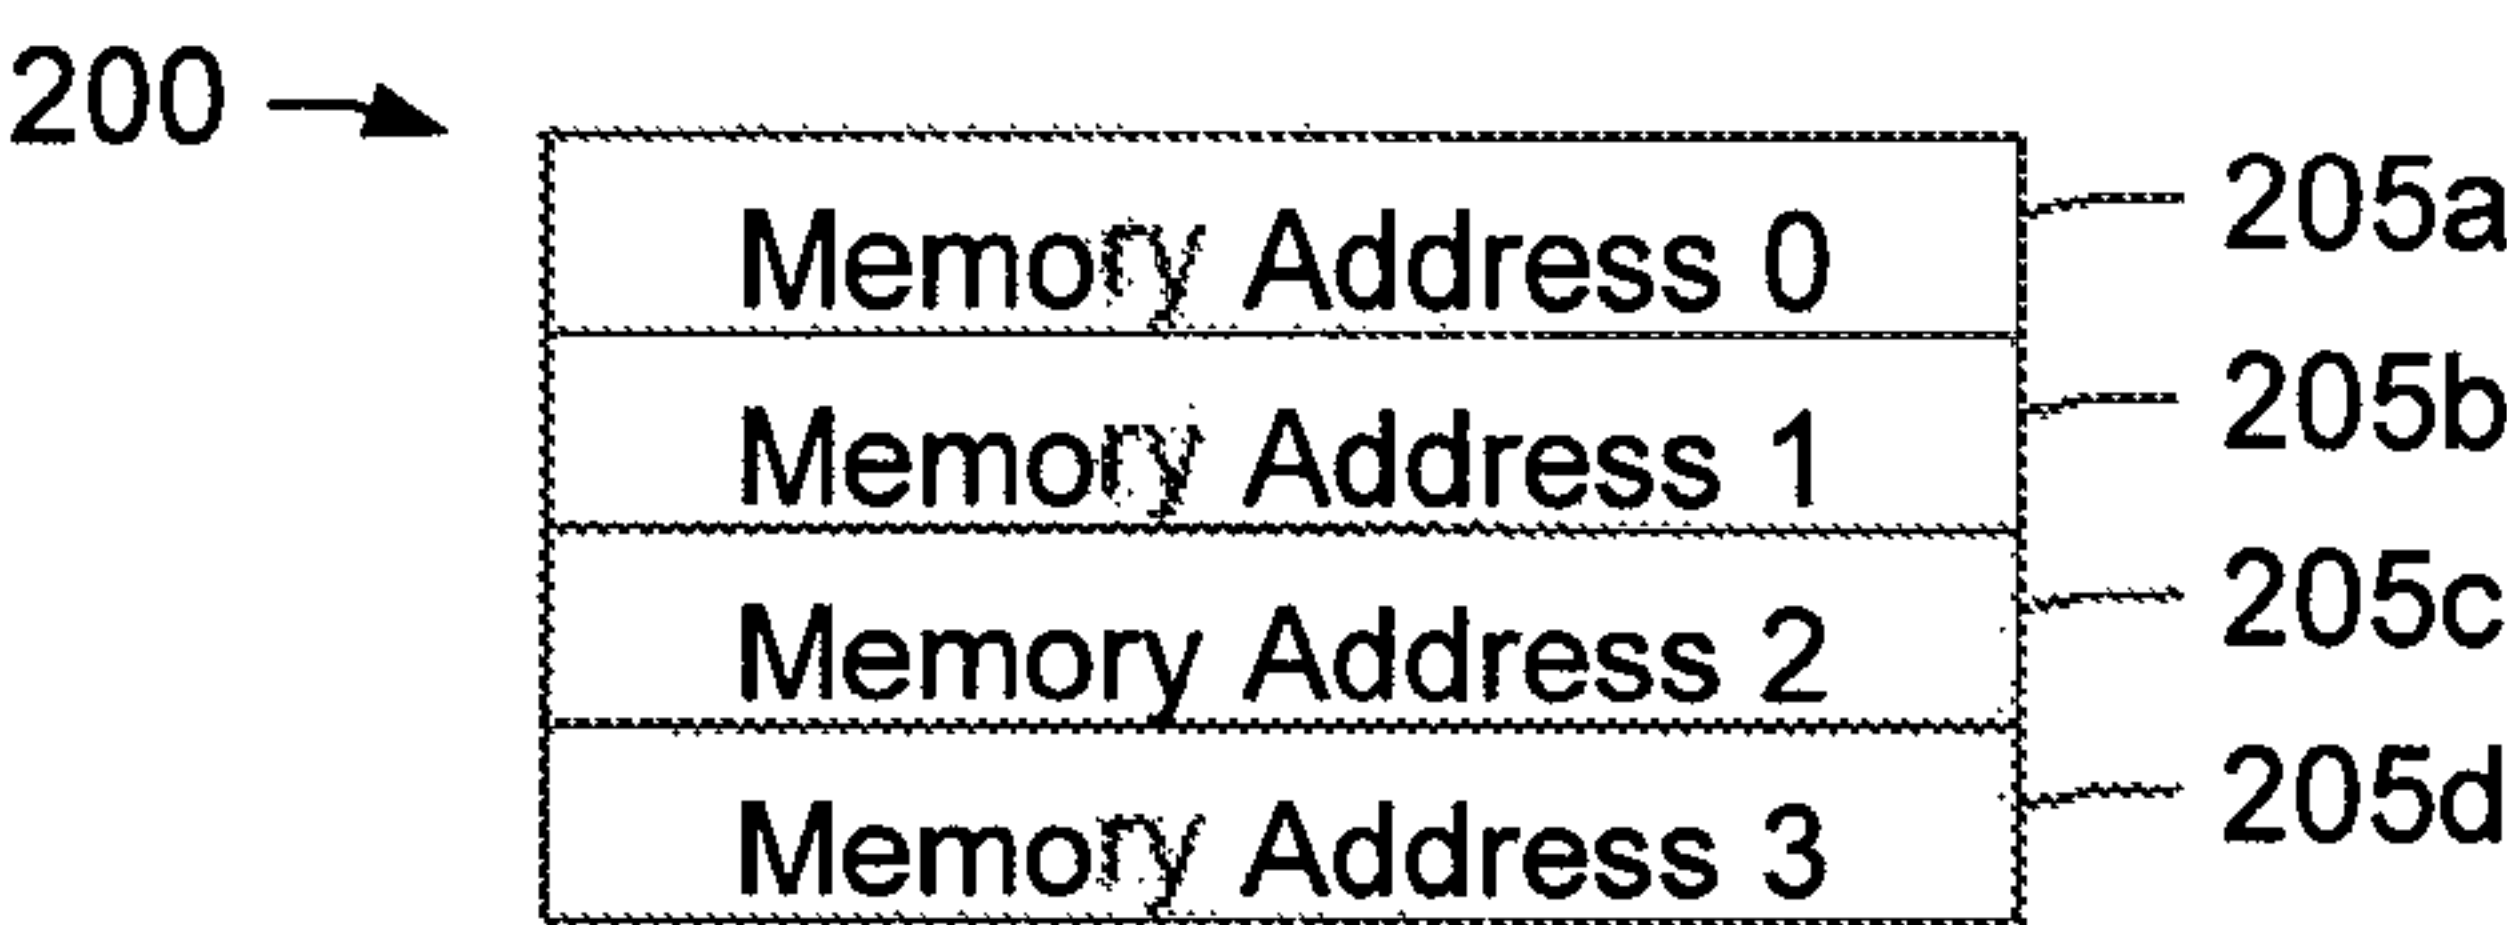 200
Memory Address 0 205a
Memory Address 1 205b
Memory Address 2 205c
Memory Address 3 205d